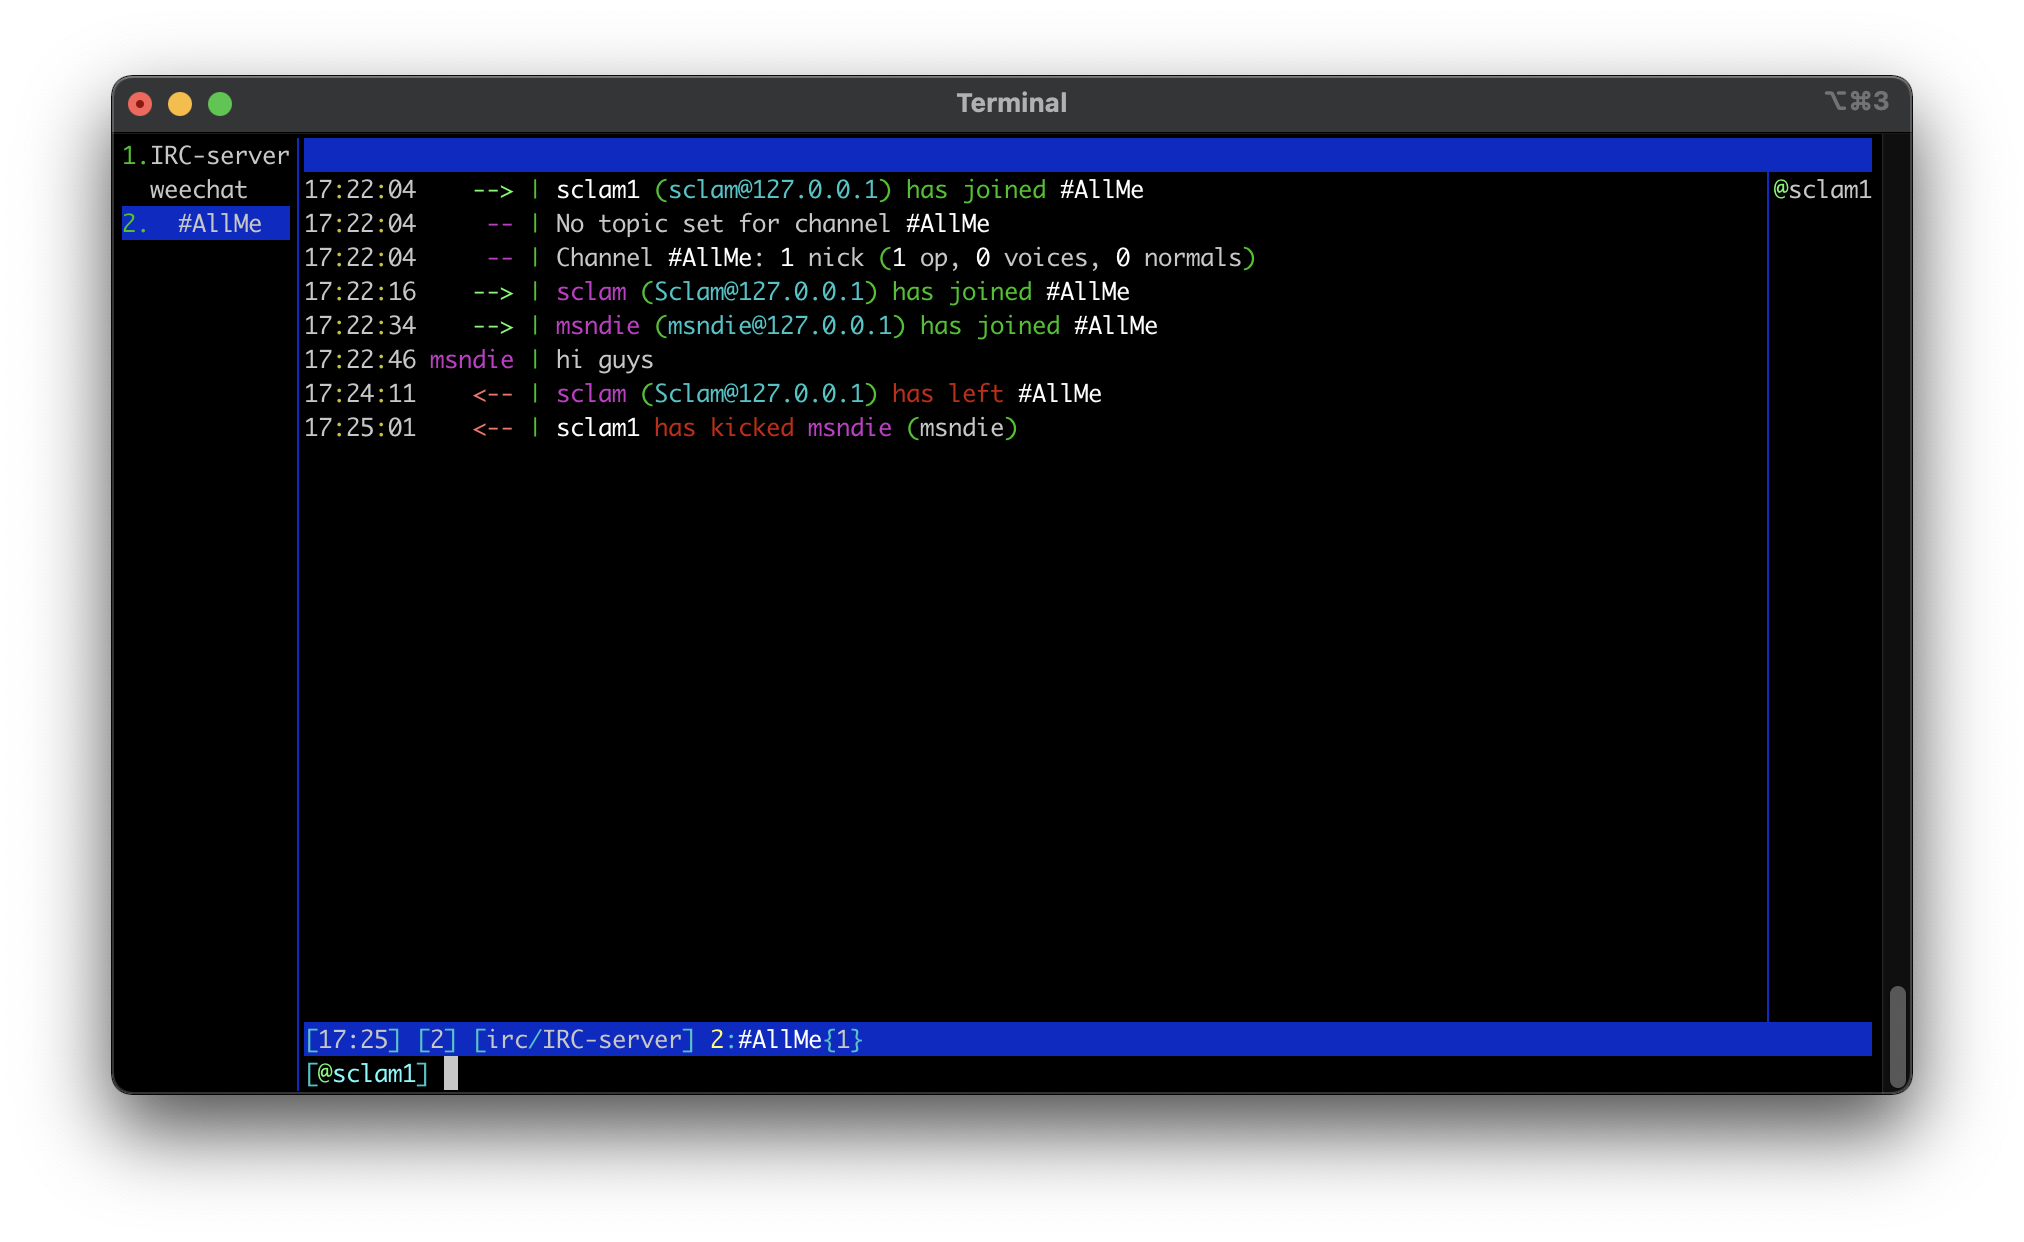 Terminal ⌥⌘3
1.IRC-server
weechat
2. #AllMe
17:22:04 --> | sclam1 (sclam@127.0.0.1) has joined #AllMe
17:22:04 -- | No topic set for channel #AllMe
17:22:04 -- | Channel #AllMe: 1 nick (1 op, 0 voices, 0 normals)
17:22:16 --> | sclam (Sclam@127.0.0.1) has joined #AllMe
17:22:34 --> | msndie (msndie@127.0.0.1) has joined #AllMe
17:22:46 msndie | hi guys
17:24:11 <-- | sclam (Sclam@127.0.0.1) has left #AllMe
17:25:01 <-- | sclam1 has kicked msndie (msndie)
@sclam1
[17:25] [2] [irc/IRC-server] 2:#AllMe{1}
[@sclam1]